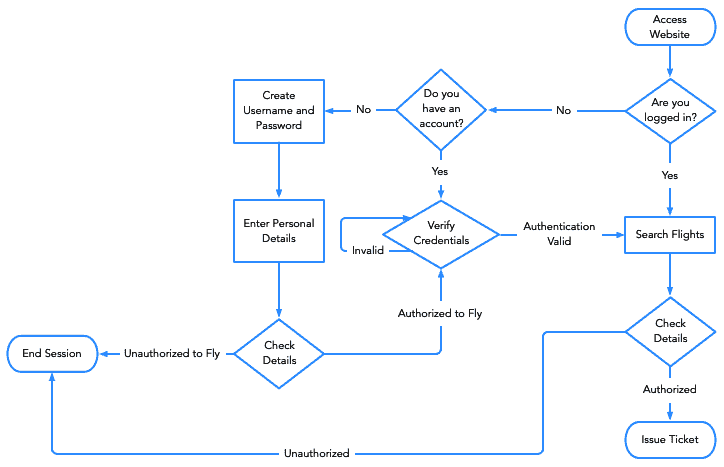 Access
Website
Do you
have an
account?
Create
Username and
Password
Are you
logged in?
No
No
Yes
Yes
Enter Personal
Details
Verify
Credentials
Authentication
Valid
Search Flights
Invalid
Authorized to Fly
Check
Details
End Session
Unauthorized to Fly
Check
Details
Authorized
Issue Ticket
Unauthorized